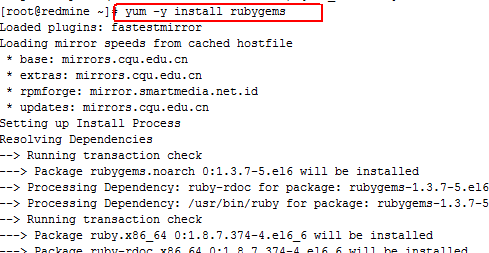 [root@redmine ~]# yum -y install rubygems
Loaded plugins: fastestmirror
Loading mirror speeds from cached hostfile
 * base: mirrors.cqu.edu.cn
 * extras: mirrors.cqu.edu.cn
 * rpmforge: mirror.smartmedia.net.id
 * updates: mirrors.cqu.edu.cn
Setting up Install Process
Resolving Dependencies
--> Running transaction check
---> Package rubygems.noarch 0:1.3.7-5.el6 will be installed
--> Processing Dependency: ruby-rdoc for package: rubygems-1.3.7-5.el6
--> Processing Dependency: /usr/bin/ruby for package: rubygems-1.3.7-5
--> Running transaction check
---> Package ruby.x86_64 0:1.8.7.374-4.el6_6 will be installed
---> Package ruby-rdoc.x86_64 0:1.8.7.374-4.el6_6 will be installed